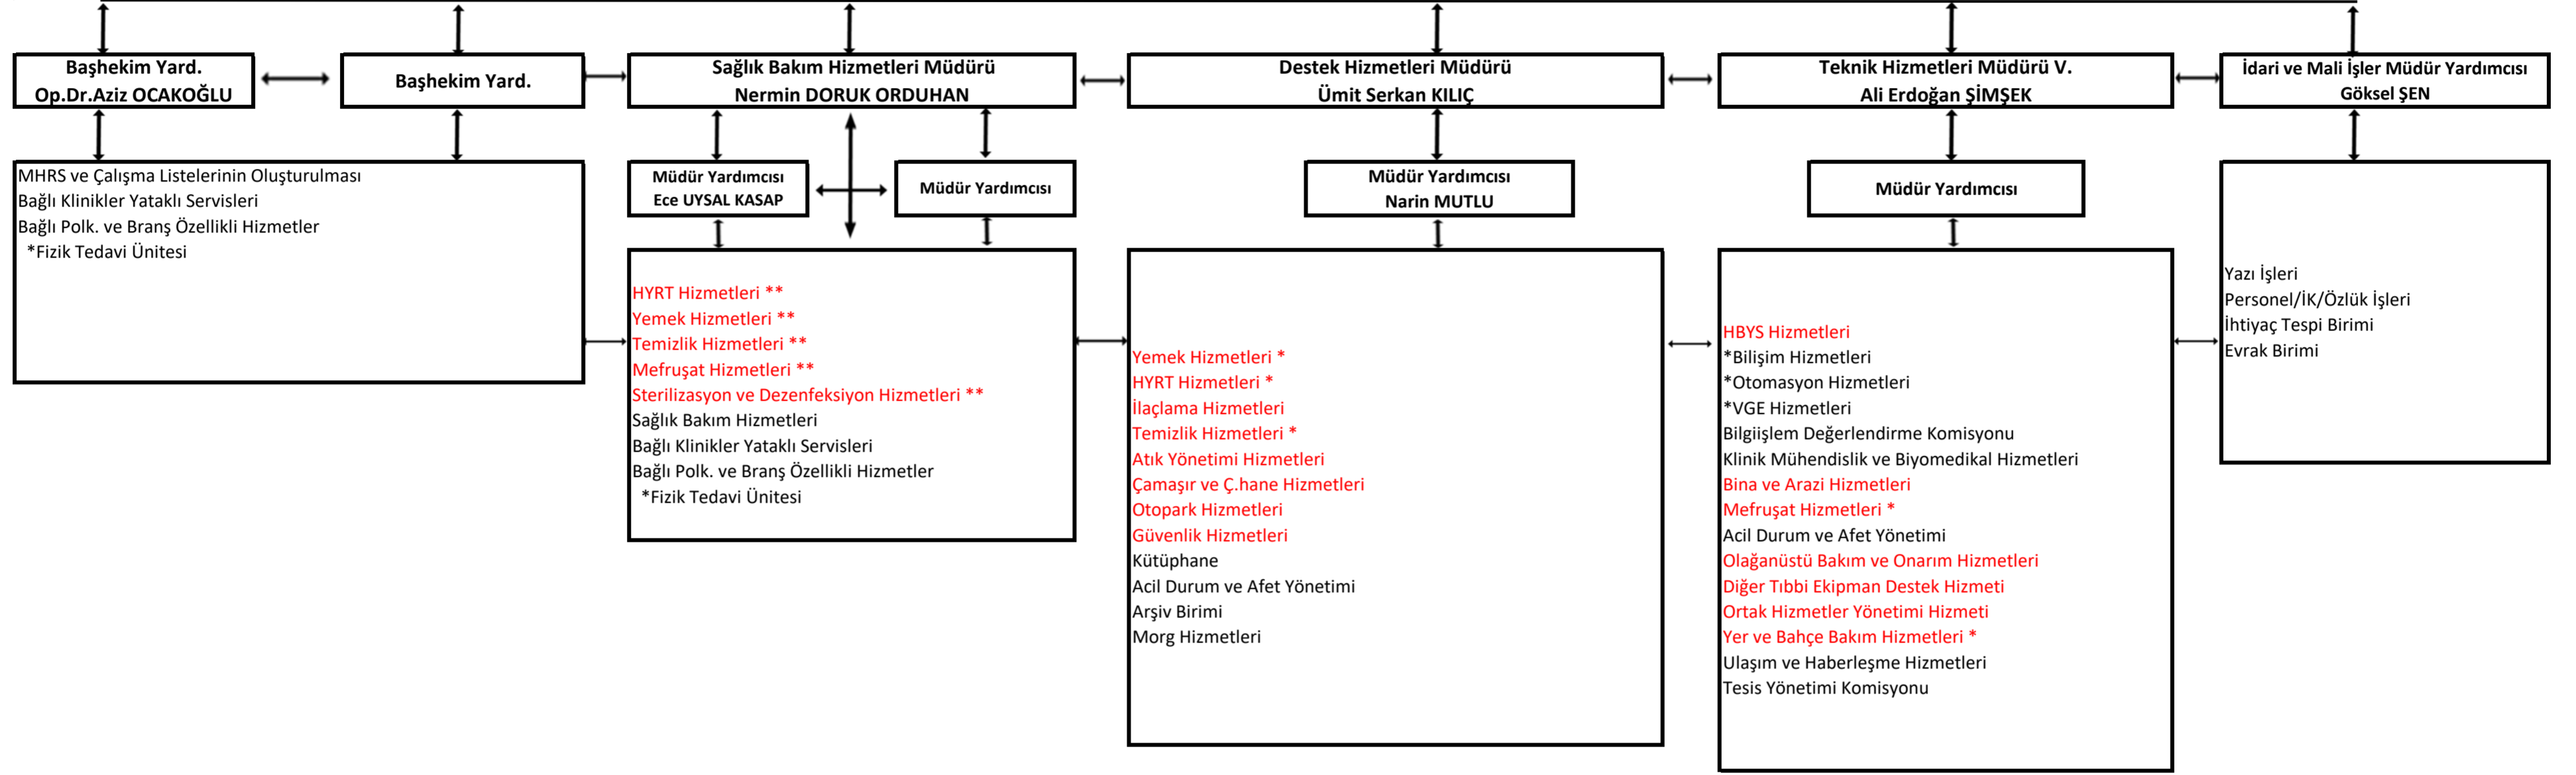 Başhekim Yard.
Op.Dr.Aziz OCAKOĞLU
Başhekim Yard.
Sağlık Bakım Hizmetleri Müdürü
Nermin DORUK ORDUHAN
Destek Hizmetleri Müdürü
Ümit Serkan KILIÇ
Teknik Hizmetleri Müdürü V.
Ali Erdoğan ŞİMŞEK
İdari ve Mali İşler Müdür Yardımcısı
Göksel ŞEN
MHRS ve Çalışma Listelerinin Oluşturulması
Bağlı Klinikler Yataklı Servisleri
Bağlı Polk. ve Branş Özellikli Hizmetler
*Fizik Tedavi Ünitesi
Müdür Yardımcısı
Ece UYSAL KASAP
Müdür Yardımcısı
Müdür Yardımcısı
Narin MUTLU
Müdür Yardımcısı
HYRT Hizmetleri **
Yemek Hizmetleri **
Temizlik Hizmetleri **
Mefruşat Hizmetleri **
Sterilizasyon ve Dezenfeksiyon Hizmetleri **
Sağlık Bakım Hizmetleri
Bağlı Klinikler Yataklı Servisleri
Bağlı Polk. ve Branş Özellikli Hizmetler
*Fizik Tedavi Ünitesi
Yemek Hizmetleri *
HYRT Hizmetleri *
İlaçlama Hizmetleri
Temizlik Hizmetleri *
Atık Yönetimi Hizmetleri
Çamaşır ve Ç.hane Hizmetleri
Otopark Hizmetleri
Güvenlik Hizmetleri
Kütüphane
Acil Durum ve Afet Yönetimi
Arşiv Birimi
Morg Hizmetleri
HBYS Hizmetleri
*Bilişim Hizmetleri
*Otomasyon Hizmetleri
*VGE Hizmetleri
Bilgiişlem Değerlendirme Komisyonu
Klinik Mühendislik ve Biyomedikal Hizmetleri
Bina ve Arazi Hizmetleri
Mefruşat Hizmetleri *
Acil Durum ve Afet Yönetimi
Olağanüstü Bakım ve Onarım Hizmetleri
Diğer Tıbbi Ekipman Destek Hizmeti
Ortak Hizmetler Yönetimi Hizmeti
Yer ve Bahçe Bakım Hizmetleri *
Ulaşım ve Haberleşme Hizmetleri
Tesis Yönetimi Komisyonu
Yazı İşleri
Personel/İK/Özlük İşleri
İhtiyaç Tespi Birimi
Evrak Birimi